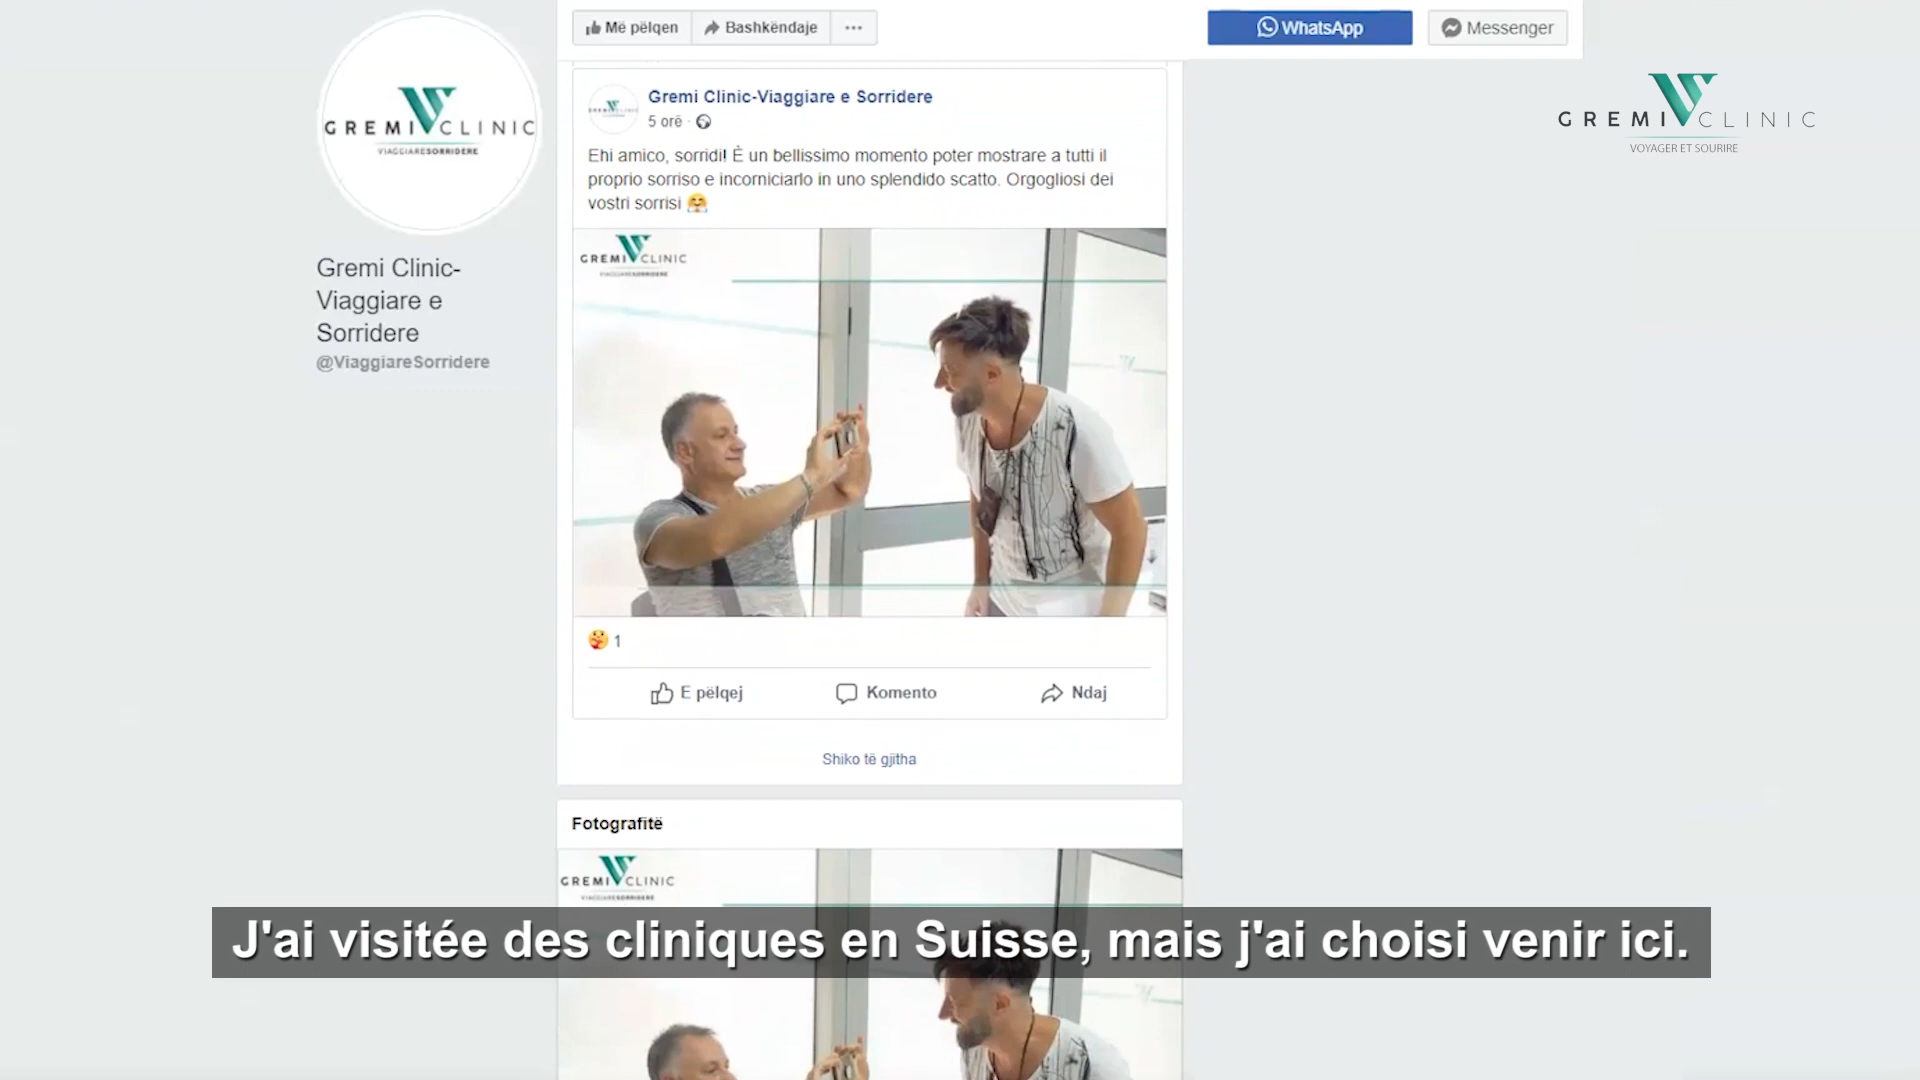 Më pëlqen
Bashkëndaje
WhatsApp
Messenger
GREMI CLINIC
VIAGGIARESORRIDERE
Gremi Clinic-
Viaggiare e
Sorridere
@ViaggiareSorridere
GREMI CLINIC
VOYAGER ET SOURIRE
Gremi Clinic-Viaggiare e Sorridere
5 orë ·
Ehi amico, sorridi! È un bellissimo momento poter mostrare a tutti il
proprio sorriso e incorniciarlo in uno splendido scatto. Orgogliosi dei
vostri sorrisi 🤗
GREMI CLINIC
VIAGGIARESORRIDERE
1
E pëlqej
Komento
Ndaj
Shiko të gjitha
Fotografitë
GREMI CLINIC
VIAGGIARESORRIDERE
J'ai visitée des cliniques en Suisse, mais j'ai choisi venir ici.